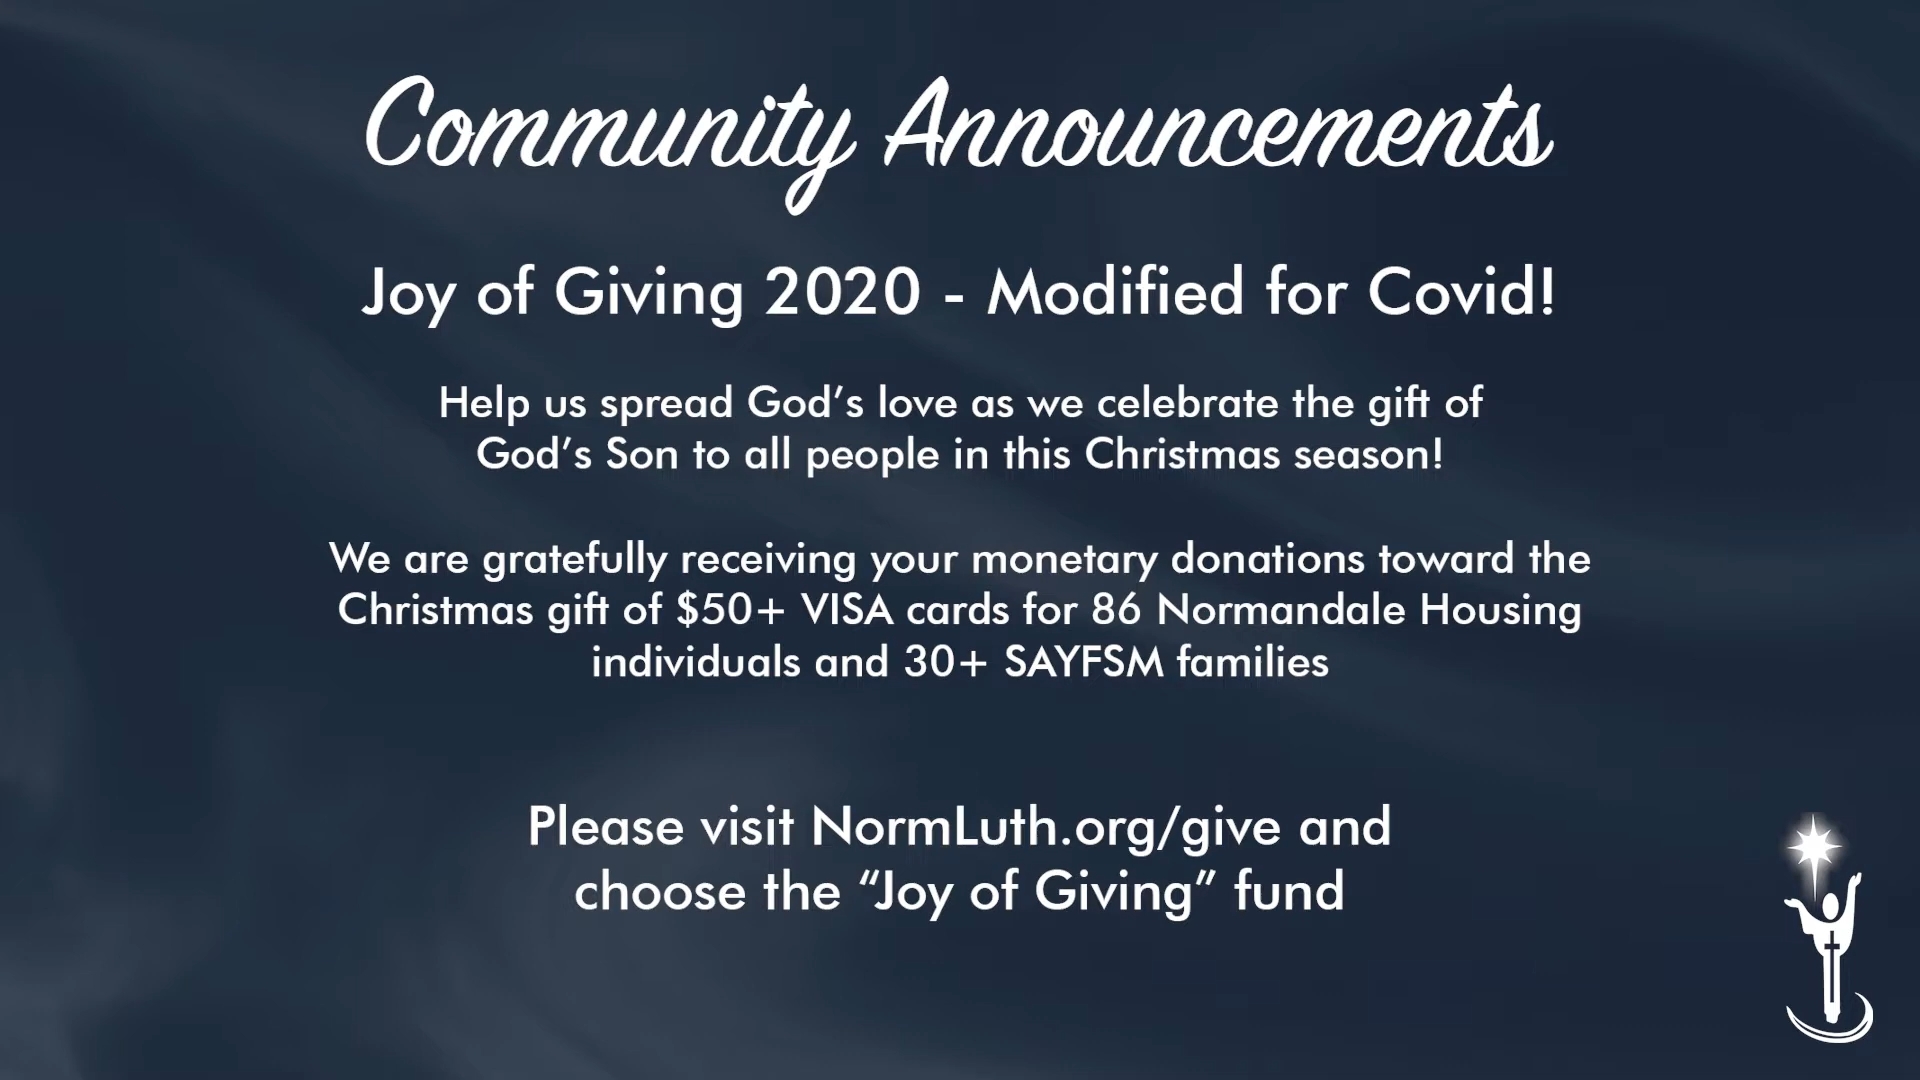 Community Announcements
Joy of Giving 2020 - Modified for Covid!
Help us spread God’s love as we celebrate the gift of
God’s Son to all people in this Christmas season!
We are gratefully receiving your monetary donations toward the
Christmas gift of $50+ VISA cards for 86 Normandale Housing
individuals and 30+ SAYFSM families
Please visit NormLuth.org/give and
choose the “Joy of Giving” fund